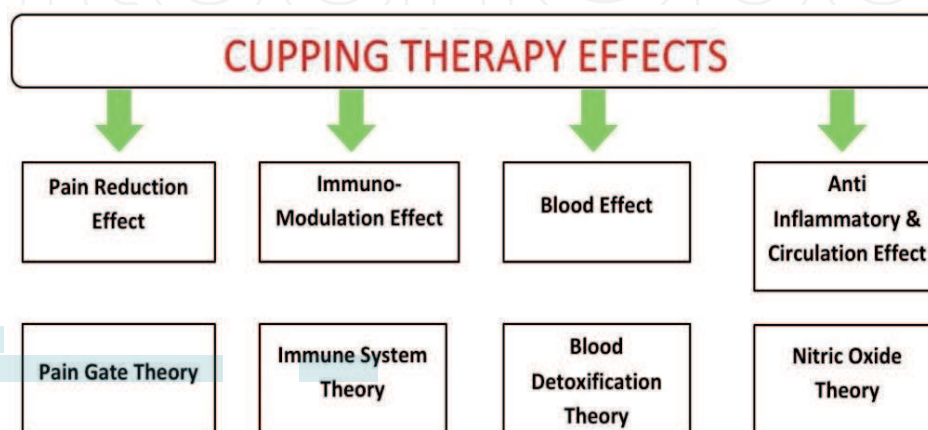 CUPPING THERAPY EFFECTS
Pain Reduction
Effect
Immuno-
Modulation Effect
Blood Effect
Anti
Inflammatory &
Circulation Effect
Pain Gate Theory
Immune System
Theory
Blood
Detoxification
Theory
Nitric Oxide
Theory